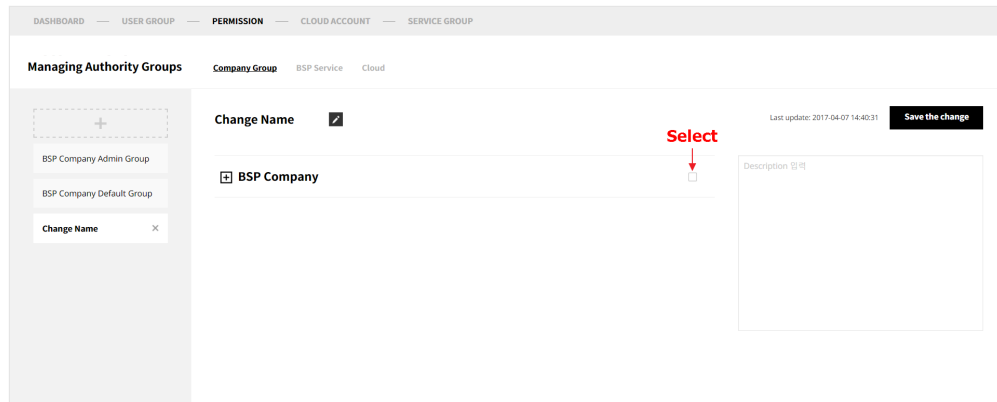 DASHBOARD — USER GROUP — PERMISSION — CLOUD ACCOUNT — SERVICE GROUP
Managing Authority Groups Company Group BSP Service Cloud
Change Name
Last update: 2017-04-07 14:40:31 Save the change
Select
BSP Company Admin Group
BSP Company Default Group
Change Name
BSP Company
Description 입력